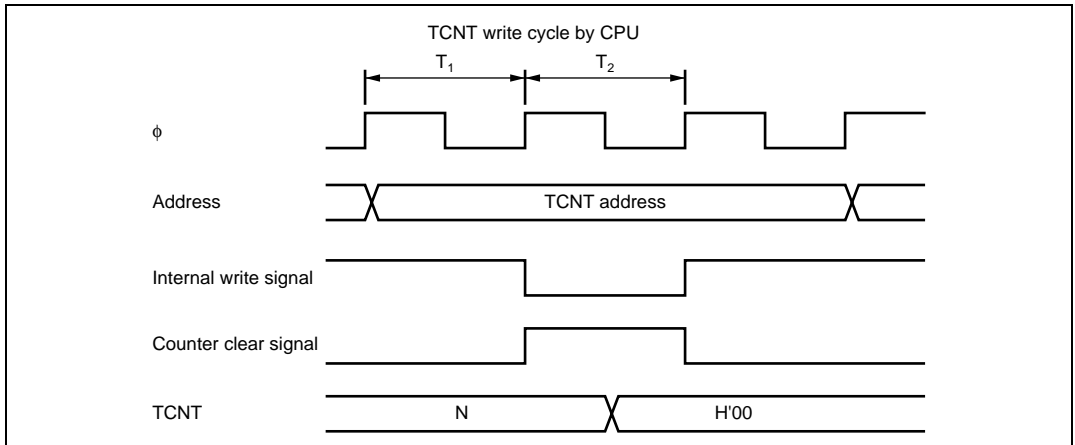 TCNT write cycle by CPU
T1 T2
φ
Address TCNT address
Internal write signal
Counter clear signal
TCNT N H'00